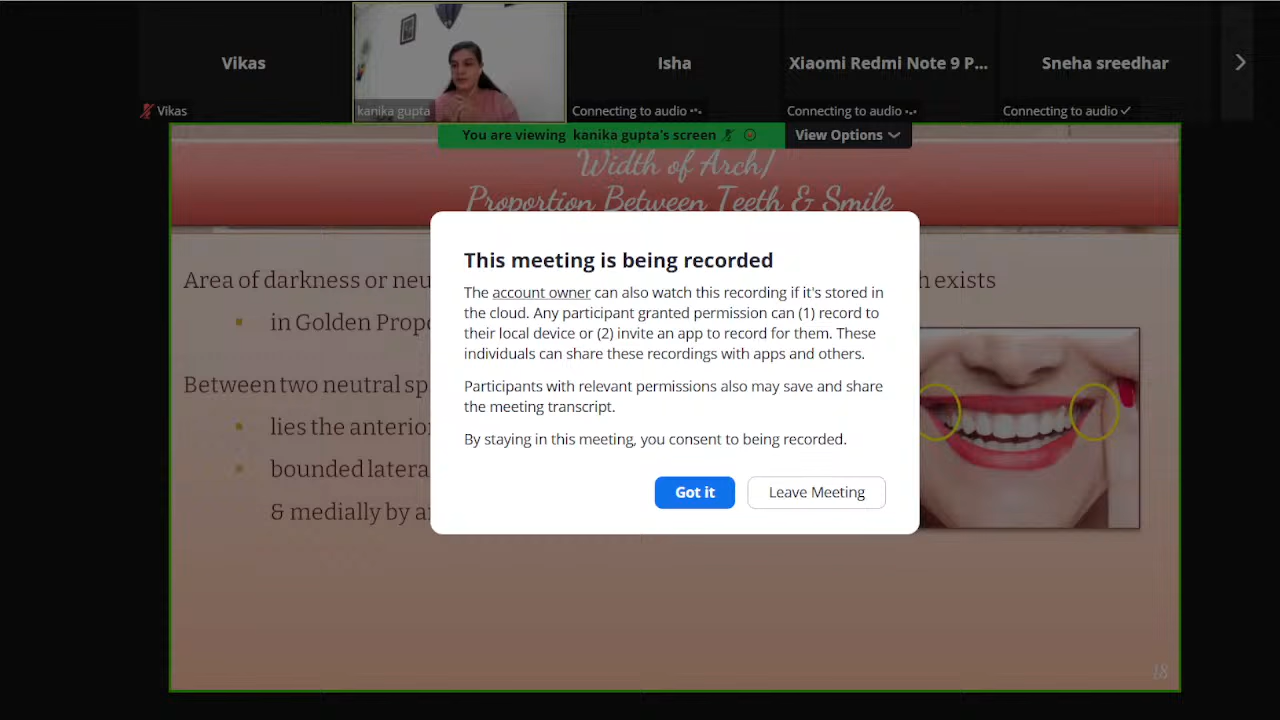 Vikas
Isha
Xiaomi Redmi Note 9 P...
Sneha sreedhar
Vikas
kanika gupta
Connecting to audio
Connecting to audio
Connecting to audio
You are viewing kanika gupta's screen
View Options
Width of Arch/
Proportion Between Teeth & Smile
This meeting is being recorded
The account owner can also watch this recording if it's stored in
the cloud. Any participant granted permission can (1) record to
their local device or (2) invite an app to record for them. These
individuals can share these recordings with apps and others.
Participants with relevant permissions also may save and share
the meeting transcript.
By staying in this meeting, you consent to being recorded.
Got it
Leave Meeting
Area of darkness or
exists
in Golden
Between two neutral
lies the
bounded
& medially by
18